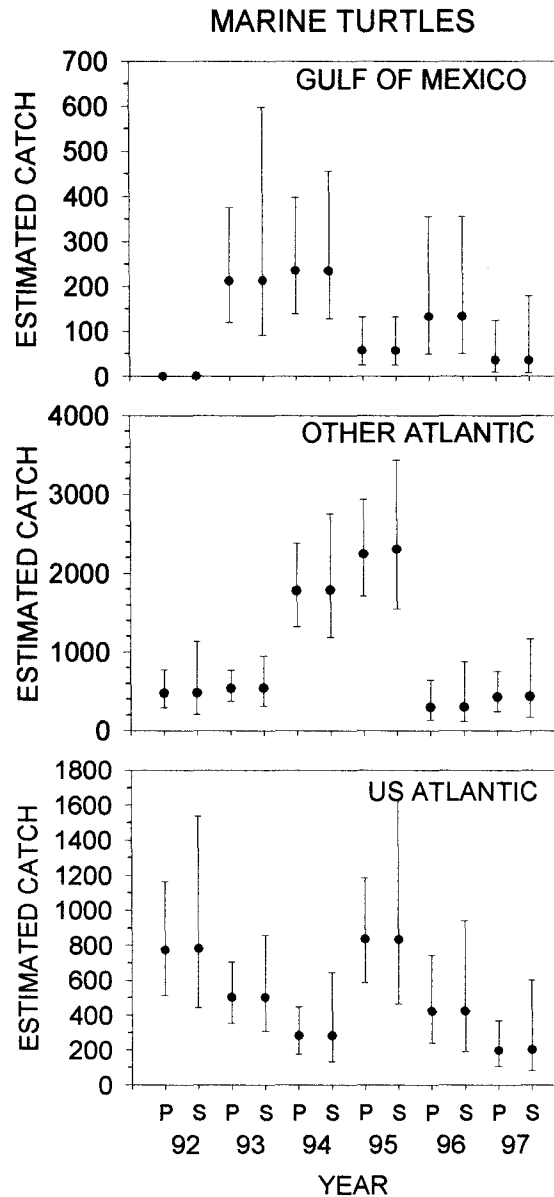 MARINE TURTLES
GULF OF MEXICO
ESTIMATED CATCH
700
600
500
400
300
200
100
0
OTHER ATLANTIC
ESTIMATED CATCH
4000
3000
2000
1000
0
US ATLANTIC
ESTIMATED CATCH
1800
1600
1400
1200
1000
800
600
400
200
0
P S P S P S P S P S P S
92 93 94 95 96 97
YEAR